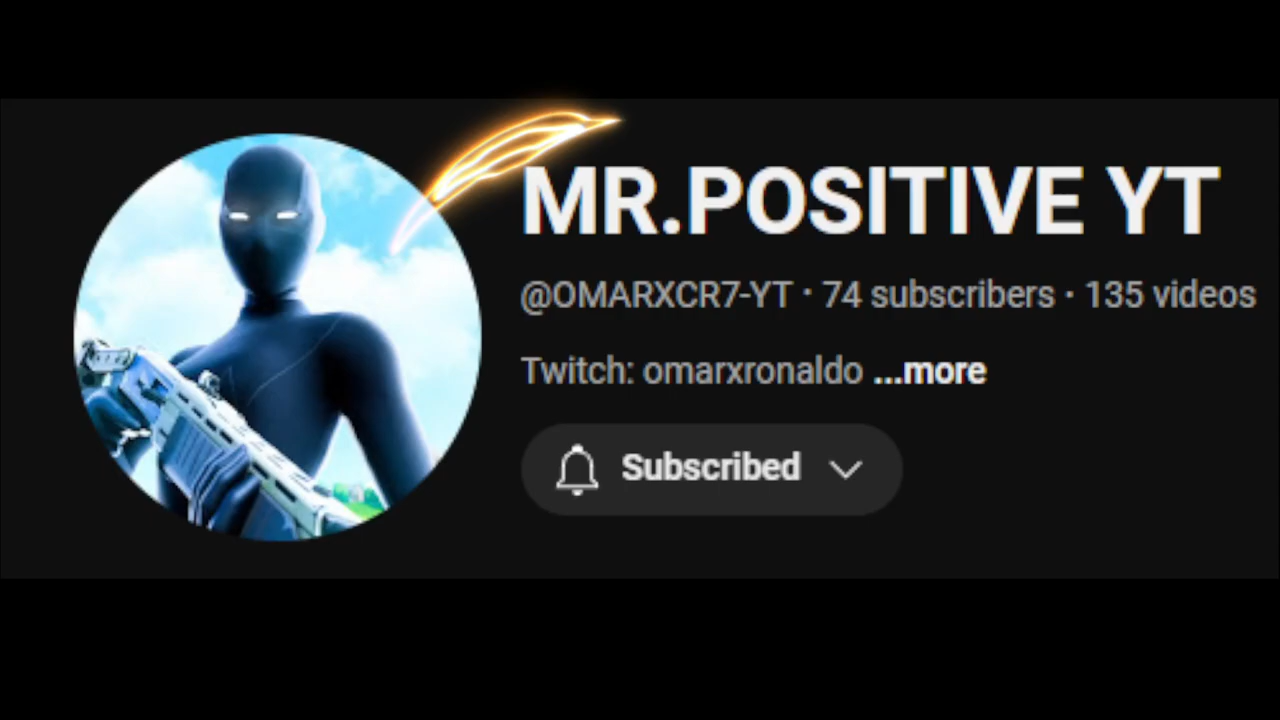 MR.POSITIVE YT
@OMARXCR7-YT · 74 subscribers · 135 videos
Twitch: omarxronaldo ...more
Subscribed